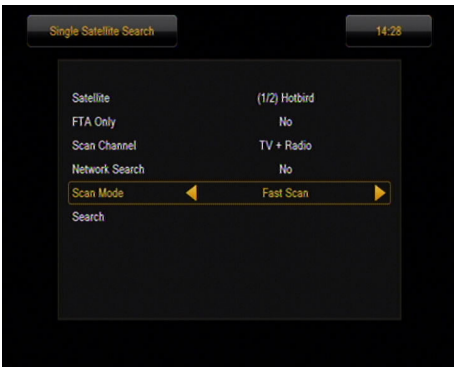 Single Satellite Search 14:28
Satellite (1/2) Hotbird
FTA Only No
Scan Channel TV + Radio
Network Search No
Scan Mode Fast Scan
Search